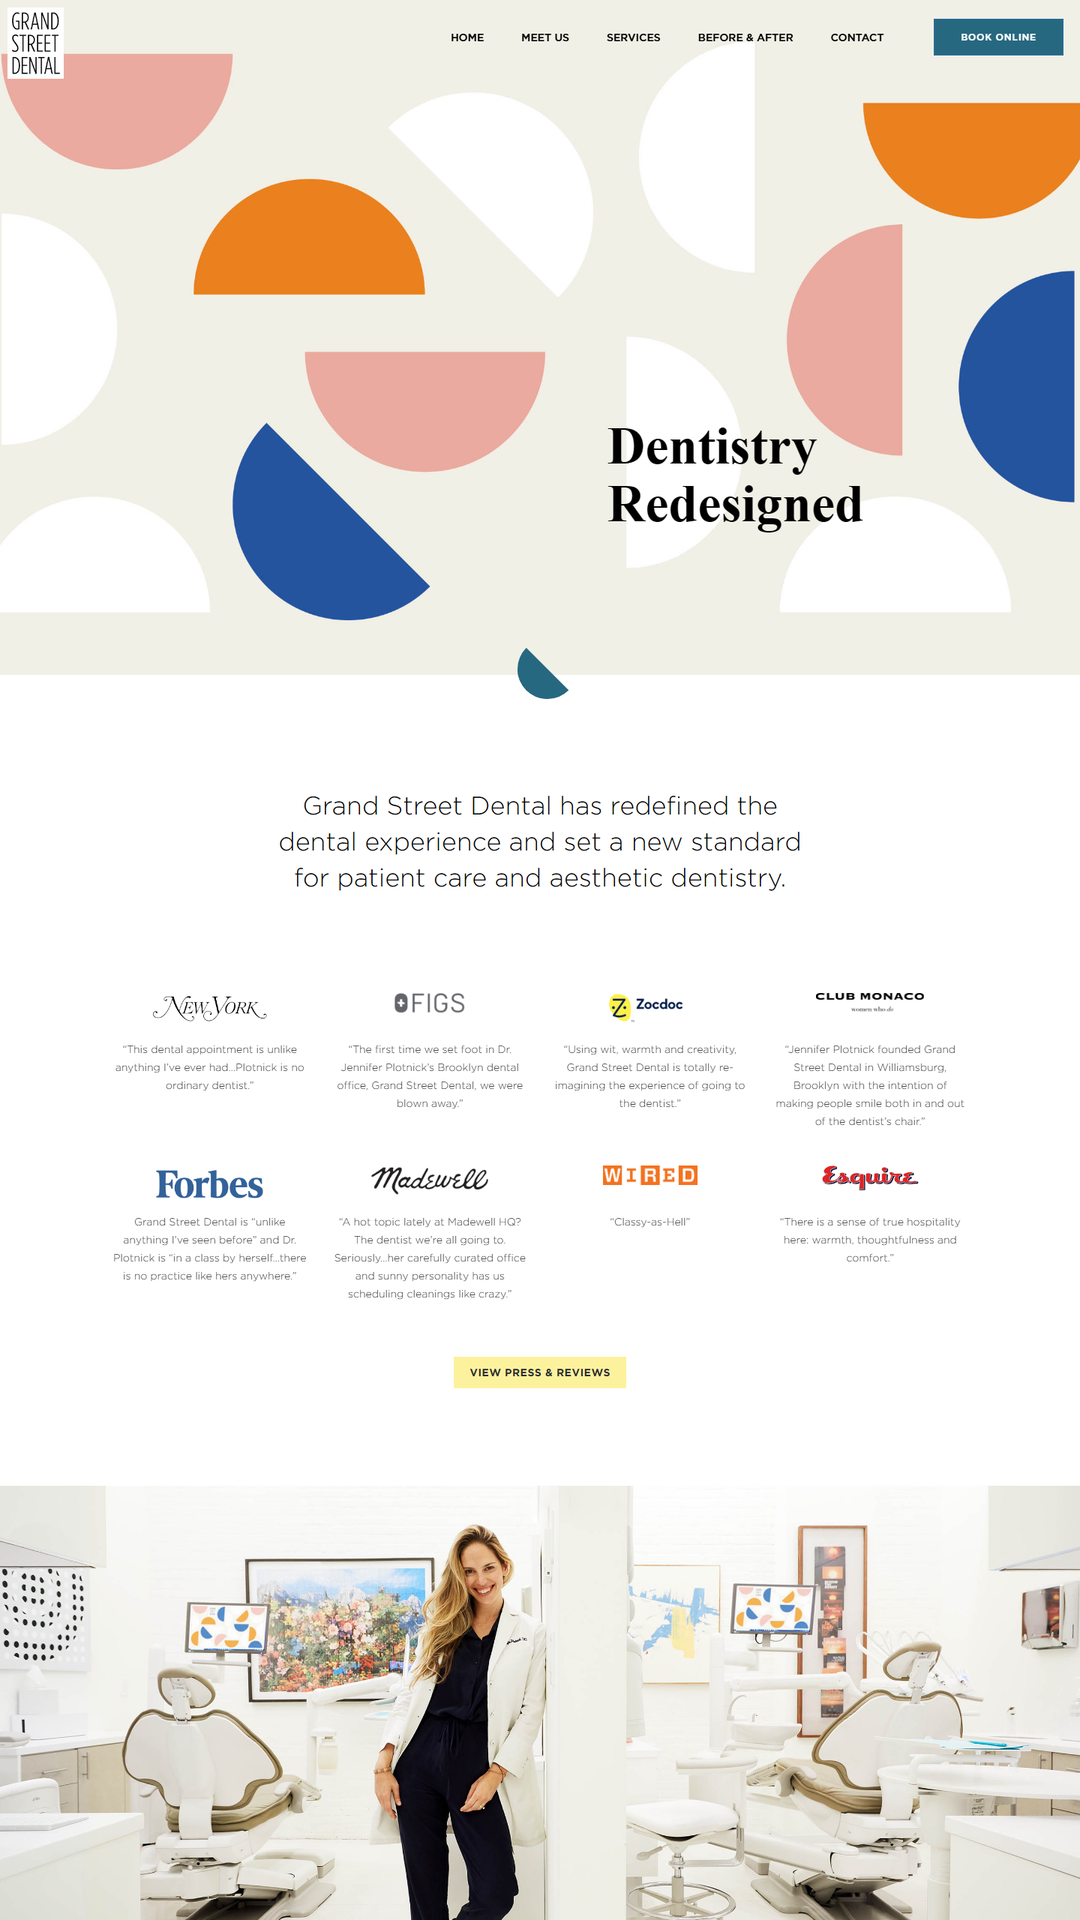 GRAND
STREET
DENTAL
HOME MEET US SERVICES BEFORE & AFTER CONTACT BOOK ONLINE
Dentistry
Redesigned
Grand Street Dental has redefined the
dental experience and set a new standard
for patient care and aesthetic dentistry.
NEW YORK
“This dental appointment is unlike
anything I've ever had...Plotnick is no
ordinary dentist.”
FIGS
“The first time we set foot in Dr.
Jennifer Plotnick's Brooklyn dental
office, Grand Street Dental, we were
blown away.”
Zocdoc
“Using wit, warmth and creativity,
Grand Street Dental is totally re-
imagining the experience of going to
the dentist.”
CLUB MONACO
women who do
“Jennifer Plotnick founded Grand
Street Dental in Williamsburg,
Brooklyn with the intention of
making people smile both in and out
of the dentist's chair.”
Forbes
Grand Street Dental is “unlike
anything I've seen before” and Dr.
Plotnick is “in a class by herself...there
is no practice like hers anywhere.”
Madewell
“A hot topic lately at Madewell HQ?
The dentist we're all going to.
Seriously...her carefully curated office
and sunny personality has us
scheduling cleanings like crazy.”
WIRED
“Classy-as-Hell”
Esquire
“There is a sense of true hospitality
here: warmth, thoughtfulness and
comfort.”
VIEW PRESS & REVIEWS